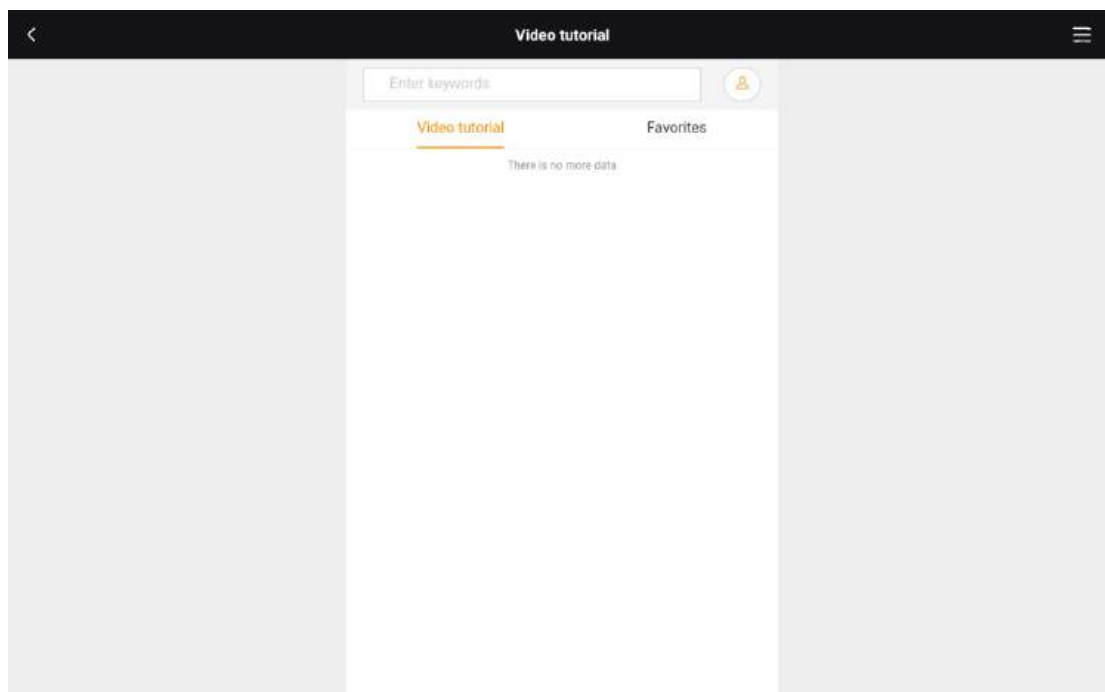 Video tutorial
Enter keywords
Video tutorial
Favorites
There is no more data